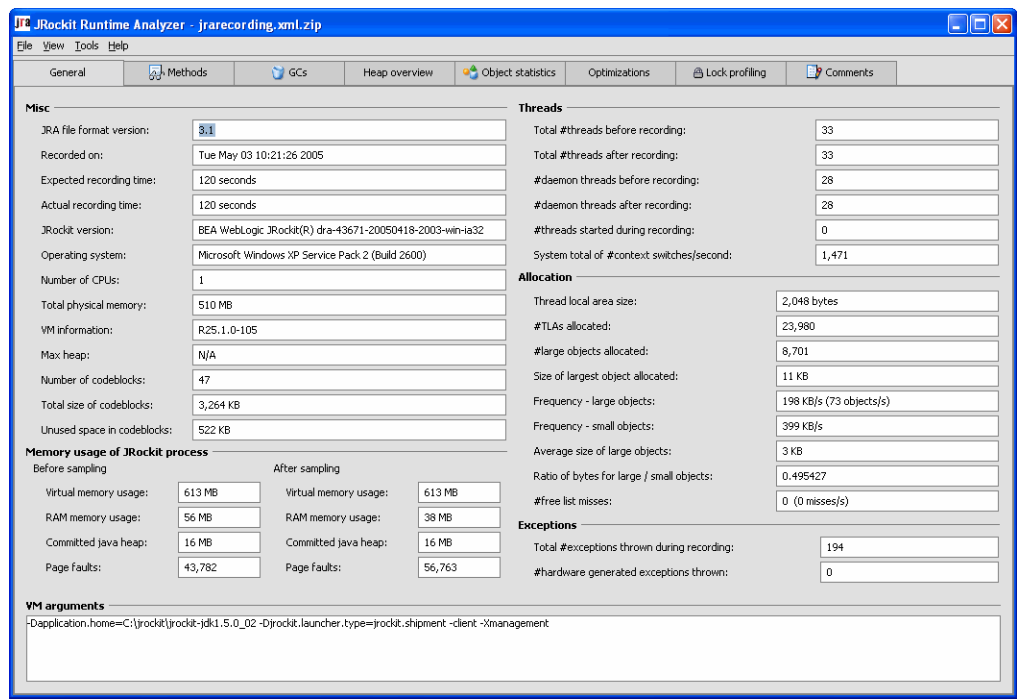 JRockit Runtime Analyzer - jrarecording.xml.zip
File View Tools Help
General Methods GCs Heap overview Object statistics Optimizations Lock profiling Comments
Misc
JRA file format version: 3.1
Recorded on: Tue May 03 10:21:26 2005
Expected recording time: 120 seconds
Actual recording time: 120 seconds
JRockit version: BEA WebLogic JRockit(R) dra-43671-20050418-2003-win-ia32
Operating system: Microsoft Windows XP Service Pack 2 (Build 2600)
Number of CPUs: 1
Total physical memory: 510 MB
VM information: R25.1.0-105
Max heap: N/A
Number of codeblocks: 47
Total size of codeblocks: 3,264 KB
Unused space in codeblocks: 522 KB
Memory usage of JRockit process
Before sampling After sampling
Virtual memory usage: 613 MB Virtual memory usage: 613 MB
RAM memory usage: 56 MB RAM memory usage: 38 MB
Committed java heap: 16 MB Committed java heap: 16 MB
Page faults: 43,782 Page faults: 56,763
Threads
Total #threads before recording: 33
Total #threads after recording: 33
#daemon threads before recording: 28
#daemon threads after recording: 28
#threads started during recording: 0
System total of #context switches/second: 1,471
Allocation
Thread local area size: 2,048 bytes
#TLAs allocated: 23,980
#large objects allocated: 8,701
Size of largest object allocated: 11 KB
Frequency - large objects: 198 KB/s (73 objects/s)
Frequency - small objects: 399 KB/s
Average size of large objects: 3 KB
Ratio of bytes for large / small objects: 0.495427
#free list misses: 0 (0 misses/s)
Exceptions
Total #exceptions thrown during recording: 194
#hardware generated exceptions thrown: 0
VM arguments
-Dapplication.home=C:\jrockit\jrockit-jdk1.5.0_02 -Djrockit.launcher.type=jrockit.shipment -client -Xmanagement